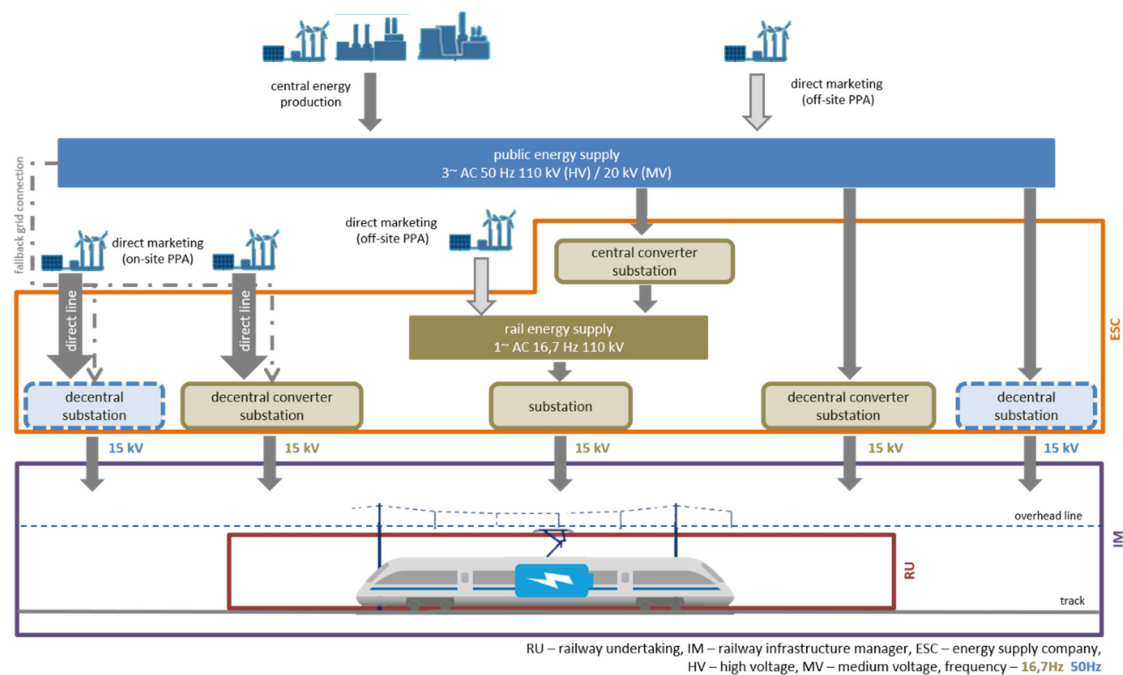 central energy
production
direct marketing
(off-site PPA)
public energy supply
3~ AC 50 Hz 110 kV (HV) / 20 kV (MV)
fallback grid connection
direct marketing
(on-site PPA)
direct marketing
(off-site PPA)
central converter
substation
direct line
direct line
rail energy supply
1~ AC 16,7 Hz 110 kV
ESC
decentral
substation
decentral converter
substation
substation
decentral converter
substation
decentral
substation
15 kV
15 kV
15 kV
15 kV
15 kV
overhead line
IM
RU
track
RU – railway undertaking, IM – railway infrastructure manager, ESC – energy supply company,
HV – high voltage, MV – medium voltage, frequency – 16,7Hz 50Hz